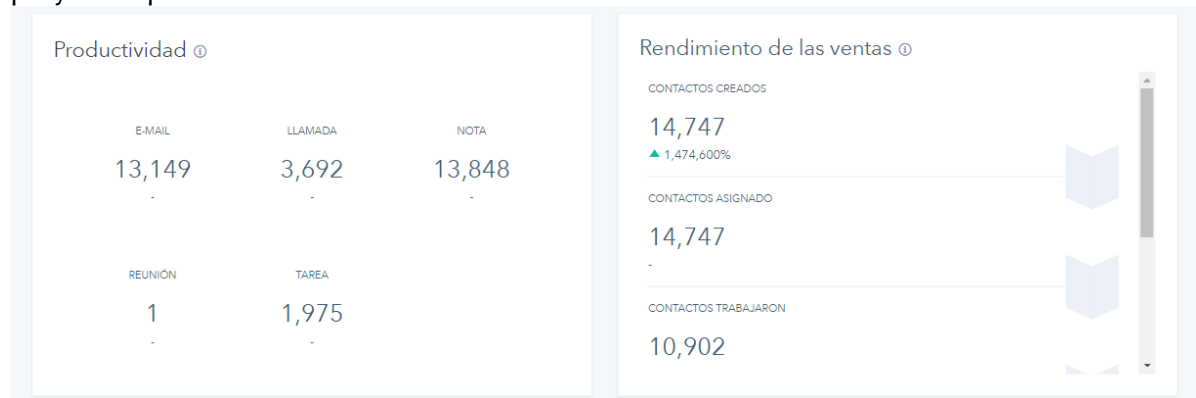 Productividad
E-MAIL LLAMADA NOTA
13,149 3,692 13,848
- - -
REUNIÓN TAREA
1 1,975
- -
Rendimiento de las ventas
CONTACTOS CREADOS
14,747
▲ 1,474,600%
CONTACTOS ASIGNADO
14,747
-
CONTACTOS TRABAJARON
10,902